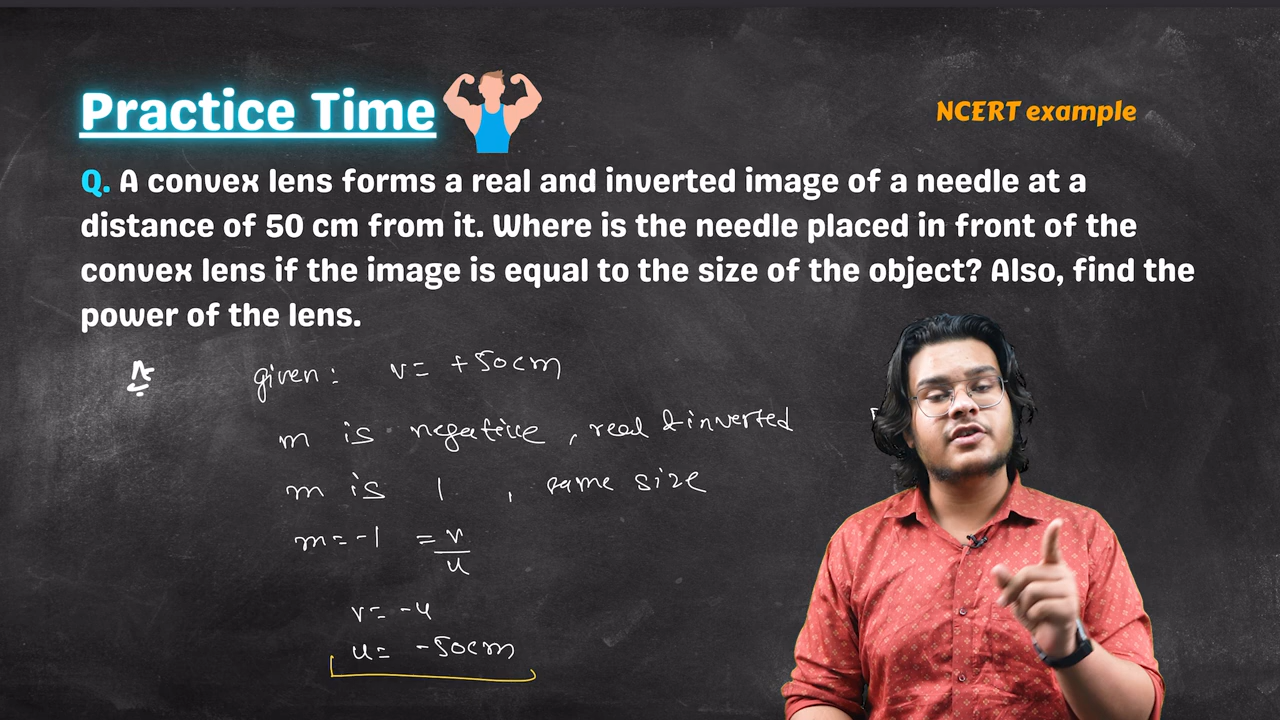 Practice Time
NCERT example
Q. A convex lens forms a real and inverted image of a needle at a
distance of 50 cm from it. Where is the needle placed in front of the
convex lens if the image is equal to the size of the object? Also, find the
power of the lens.
given : v = +50cm
m is negative , real & inverted
m is 1 , same size
m = -1 = v/u
v = -u
u = -50cm